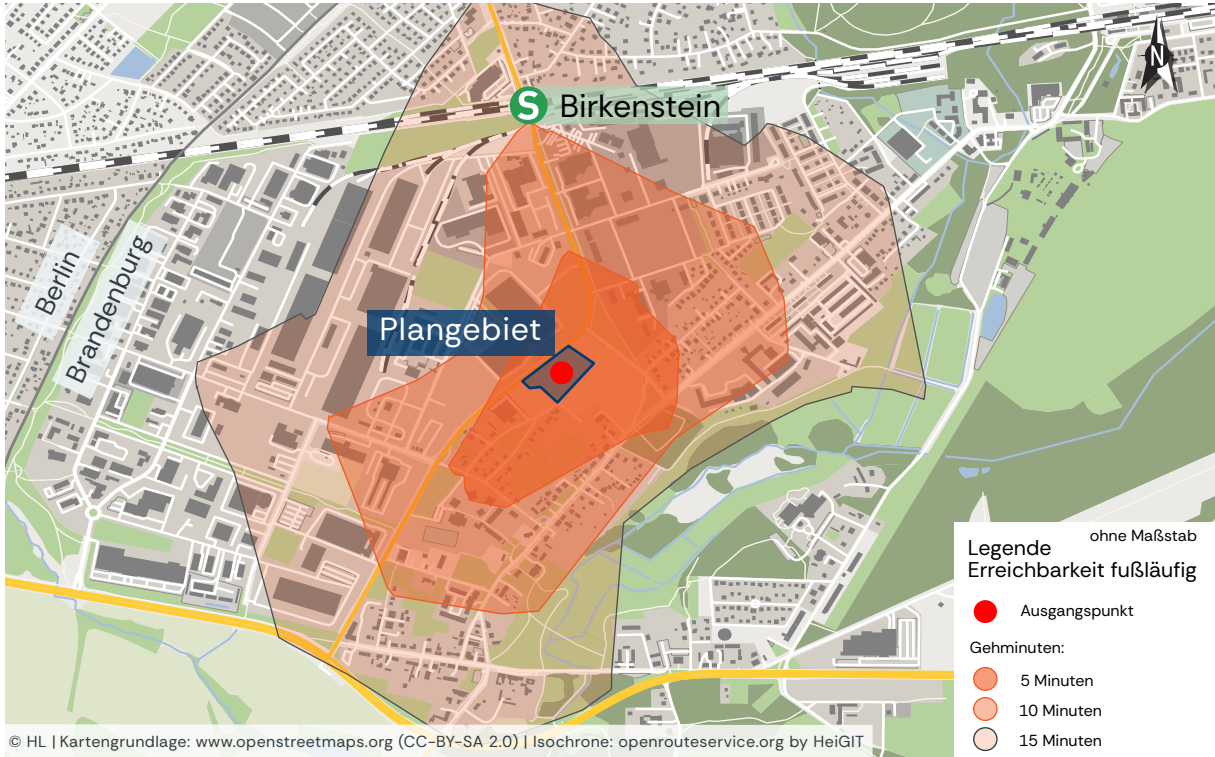 N
S Birkenstein
Berlin
Brandenburg
Plangebiet
ohne Maßstab
Legende
Erreichbarkeit fußläufig
Ausgangspunkt
Gehminuten:
5 Minuten
10 Minuten
15 Minuten
© HL | Kartengrundlage: www.openstreetmaps.org (CC-BY-SA 2.0) | Isochrone: openrouteservice.org by HeiGIT